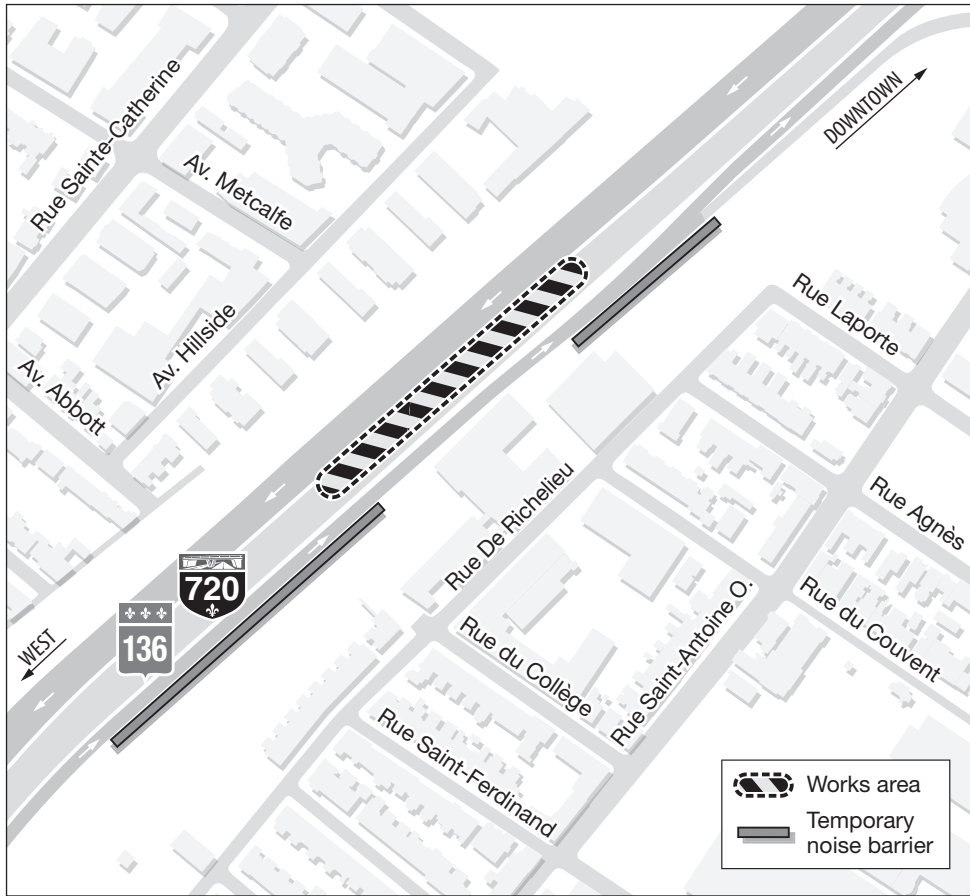 Rue Sainte-Catherine
DOWNTOWN
Av. Metcalfe
Rue Laporte
Av. Hillside
Av. Abbott
Rue De Richelieu
Rue Agnès
720
136
WEST
Rue du Couvent
Rue Saint-Antoine O.
Rue du Collège
Rue Saint-Ferdinand
Works area
Temporary
noise barrier